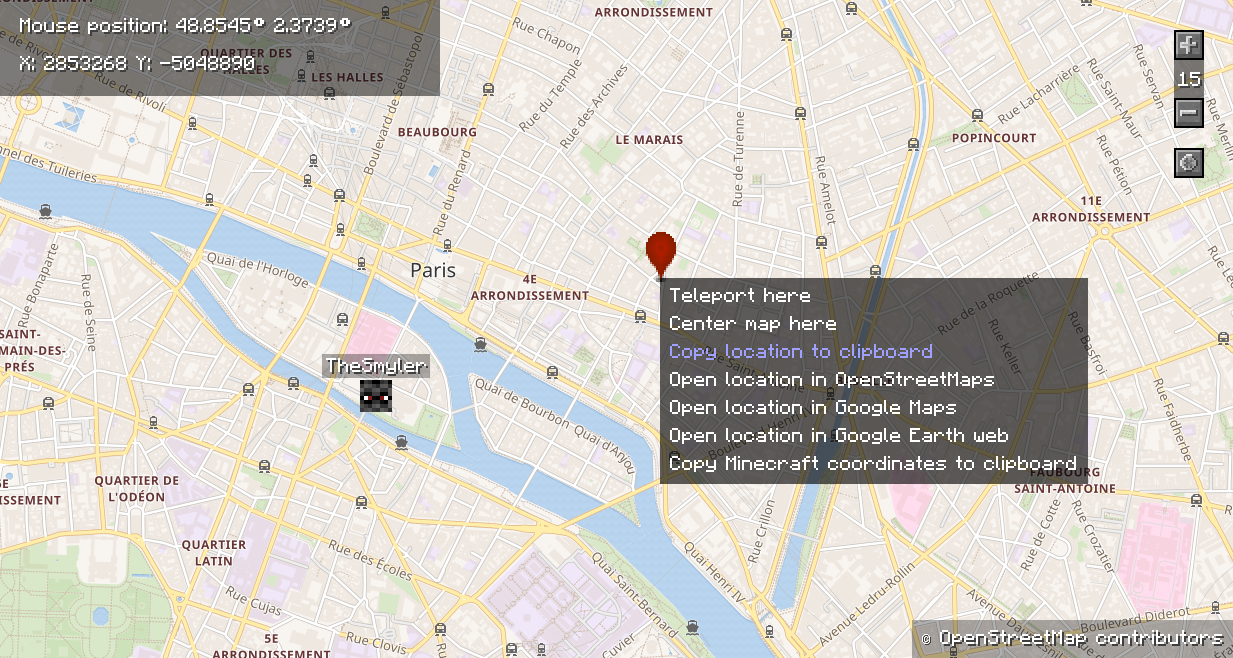 Mouse position: 48.8545° 2.3739°
X: 2853268 Y: -5048890
ARRONDISSEMENT
15
QUARTIER DES
HALLES
LES HALLES
Rue de Rivoli
Boulevard de Sébastopol
Rue Chapon
Rue du Temple
Rue des Archives
BEAUBOURG
LE MARAIS
Rue du Renard
Rue de Turenne
Rue Amelot
POPINCOURT
Rue Lacharrière
Rue Saint-Maur
Rue Servan
Rue Merlin
Rue Pétion
11E
ARRONDISSEMENT
nel des Tuileries
Quai de l'Horloge
Paris
4E
ARRONDISSEMENT
Rue Bonaparte
Rue de Seine
SAINT-
MAIN-DES-
PRÉS
TheSmyler
Teleport here
Center map here
Copy location to clipboard
Open location in OpenStreetMaps
Open location in Google Maps
Open location in Google Earth web
Copy Minecraft coordinates to clipboard
Rue de la Roquette
Rue Keller
Rue Basfroi
Rue Faidherbe
Quai de Bourbon
Quai d'Anjou
FAUBOURG
SAINT-ANTOINE
QUARTIER DE
L'ODÉON
QUARTIER
LATIN
Rue des Écoles
Rue Cujas
Rue Clovis
5E
ARRONDISSEMENT
Quai Saint-Bernard
Cuvier
Quai Henri IV
Rue Crillon
Avenue Ledru-Rollin
Rue de Cotte
Rue Crozatier
Boulevard Diderot
© OpenStreetMap contributors